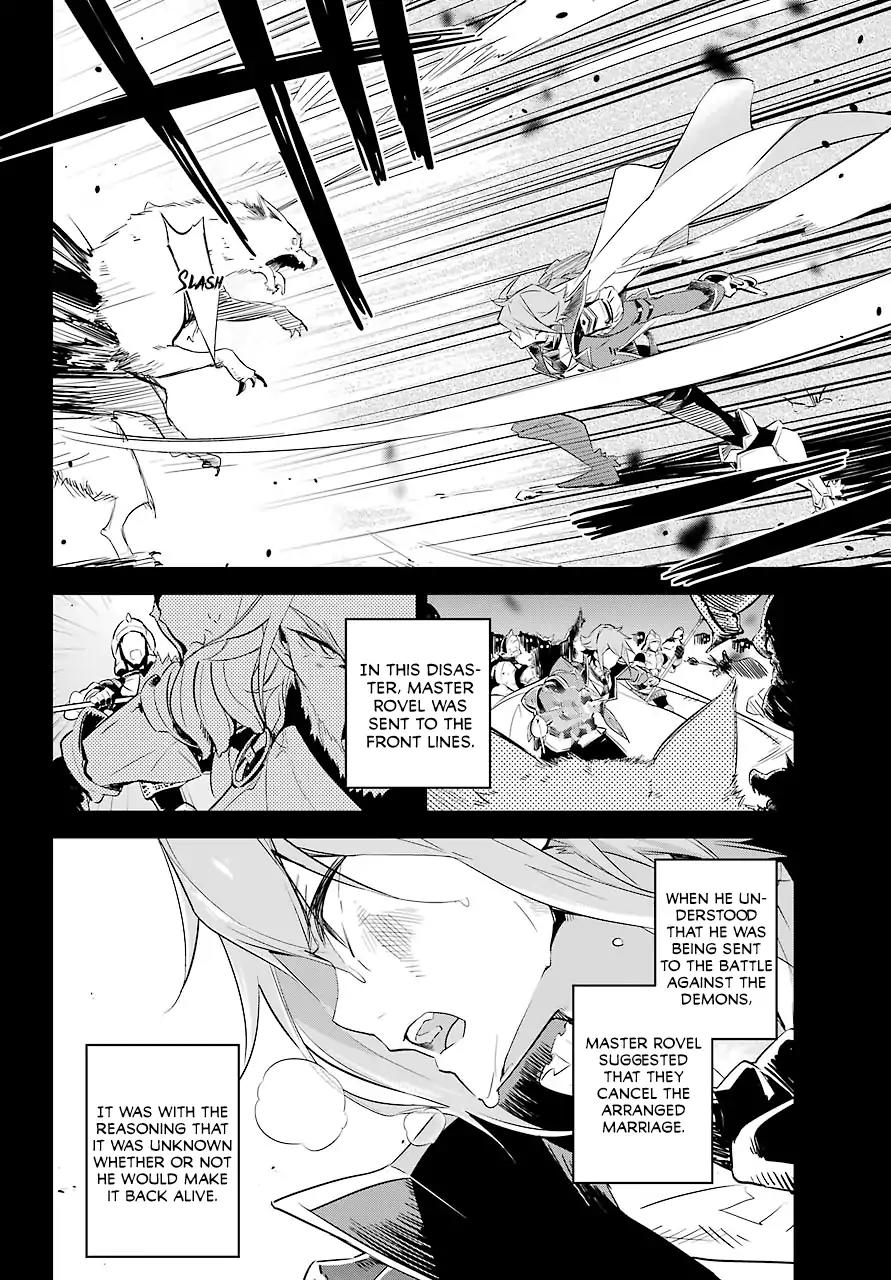 SLASH
IN THIS DISAS-
TER, MASTER
ROVEL WAS
SENT TO THE
FRONT LINES.
WHEN HE UN-
DERSTOOD
THAT HE WAS
BEING SENT
TO THE BATTLE
AGAINST THE
DEMONS,
MASTER ROVEL
SUGGESTED
THAT THEY
CANCEL THE
ARRANGED
MARRIAGE.
IT WAS WITH THE
REASONING THAT
IT WAS UNKNOWN
WHETHER OR NOT
HE WOULD MAKE
IT BACK ALIVE.